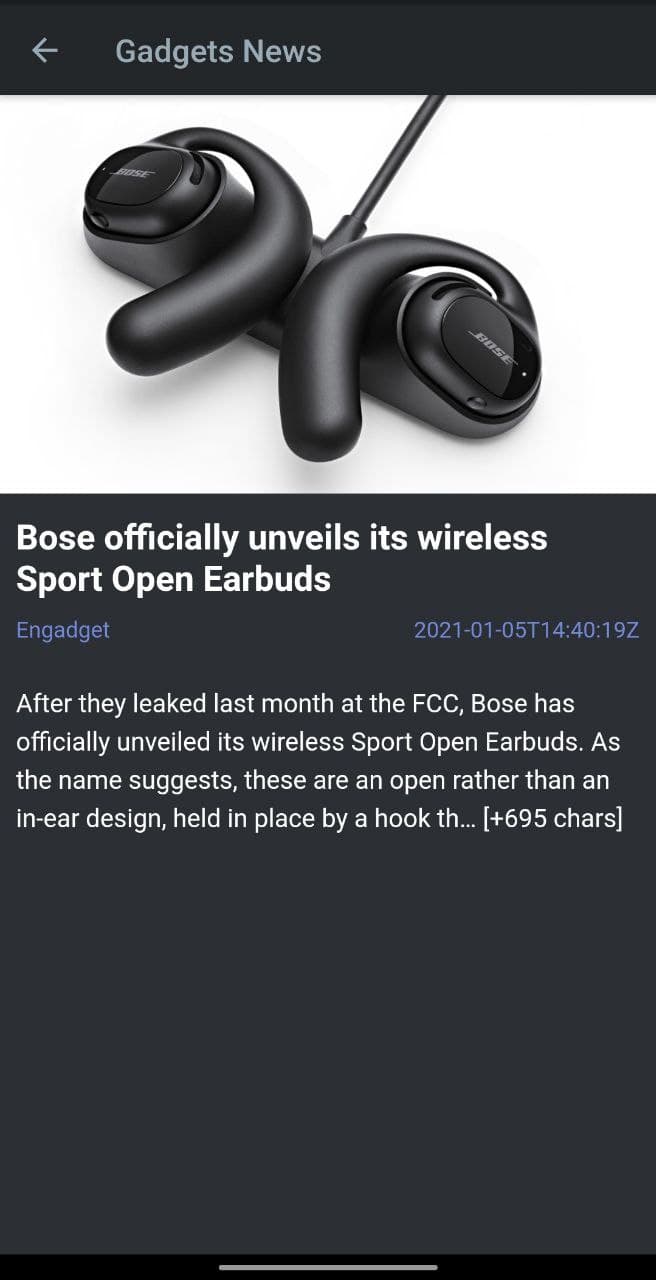 Gadgets News
BOSE
BOSE
Bose officially unveils its wireless
Sport Open Earbuds
Engadget 2021-01-05T14:40:19Z
After they leaked last month at the FCC, Bose has
officially unveiled its wireless Sport Open Earbuds. As
the name suggests, these are an open rather than an
in-ear design, held in place by a hook th... [+695 chars]